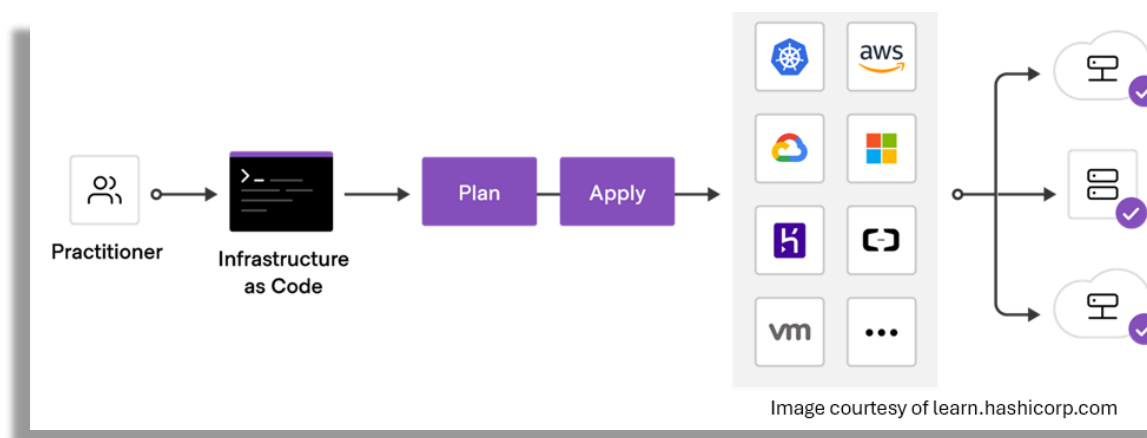 Practitioner
Infrastructure
as Code
Plan
Apply
aws
vm
Image courtesy of learn.hashicorp.com